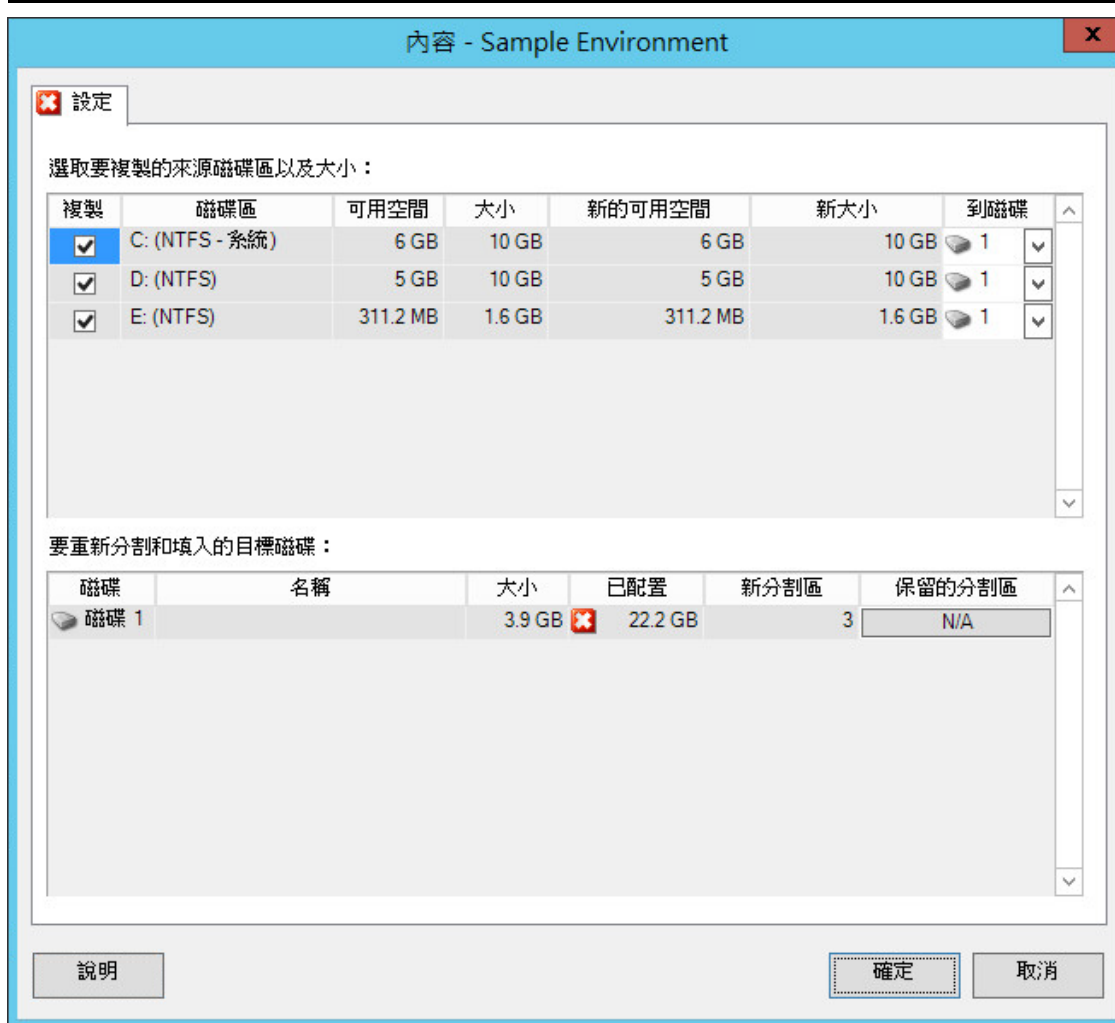 內容 - Sample Environment
x
設定
選取要複製的來源磁碟區以及大小：
複製 磁碟區 可用空間 大小 新的可用空間 新大小 到磁碟
C: (NTFS - 系統) 6 GB 10 GB 6 GB 10 GB 1
D: (NTFS) 5 GB 10 GB 5 GB 10 GB 1
E: (NTFS) 311.2 MB 1.6 GB 311.2 MB 1.6 GB 1
要重新分割和填入的目標磁碟：
磁碟 名稱 大小 已配置 新分割區 保留的分割區
磁碟 1 3.9 GB 22.2 GB 3 N/A
說明 確定 取消